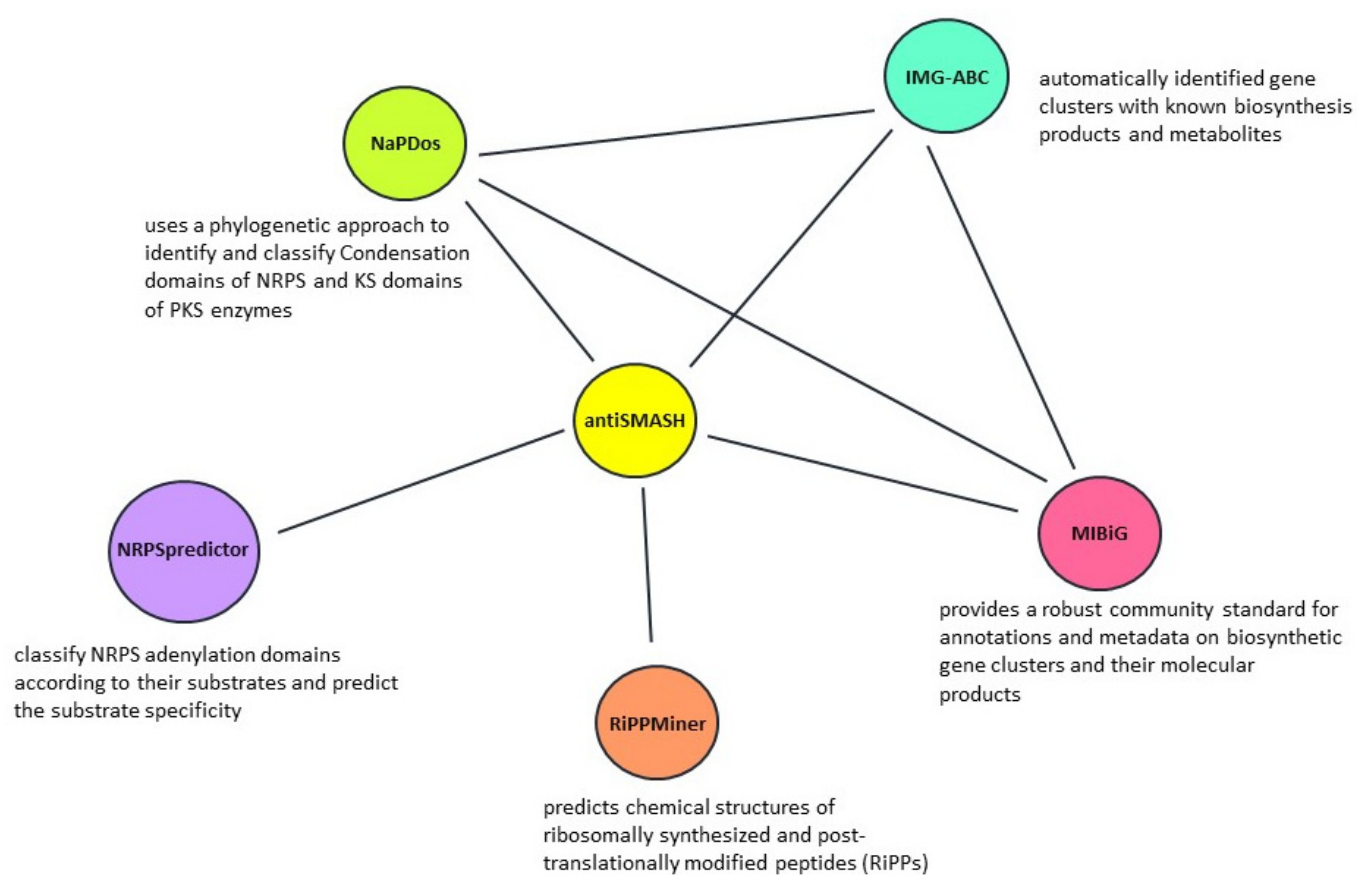 IMG-ABC
automatically identified gene
clusters with known biosynthesis
products and metabolites
NaPDos
uses a phylogenetic approach to
identify and classify Condensation
domains of NRPS and KS domains
of PKS enzymes
antiSMASH
NRPSpredictor
classify NRPS adenylation domains
according to their substrates and predict
the substrate specificity
MIBiG
provides a robust community standard for
annotations and metadata on biosynthetic
gene clusters and their molecular
products
RiPPMiner
predicts chemical structures of
ribosomally synthesized and post-
translationally modified peptides (RiPPs)